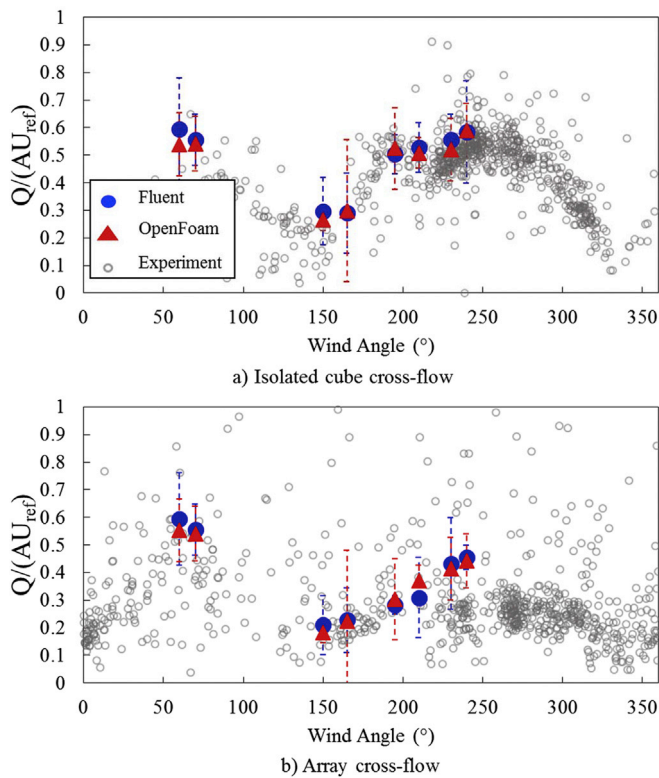 1
0.9
0.8
0.7
0.6
0.5
0.4
0.3
0.2
0.1
0
Q/(AU_ref)
Fluent
OpenFoam
Experiment
0 50 100 150 200 250 300 350
Wind Angle (°)
a) Isolated cube cross-flow
1
0.9
0.8
0.7
0.6
0.5
0.4
0.3
0.2
0.1
0
Q/(AU_ref)
0 50 100 150 200 250 300 350
Wind Angle (°)
b) Array cross-flow